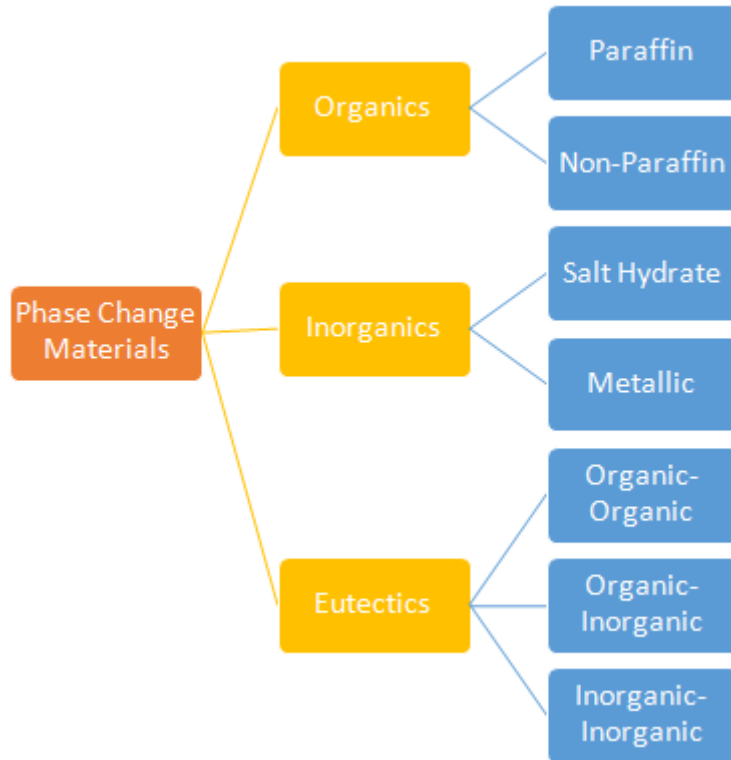 Phase Change
Materials
Organics
Paraffin
Non-Paraffin
Inorganics
Salt Hydrate
Metallic
Eutectics
Organic-
Organic
Organic-
Inorganic
Inorganic-
Inorganic